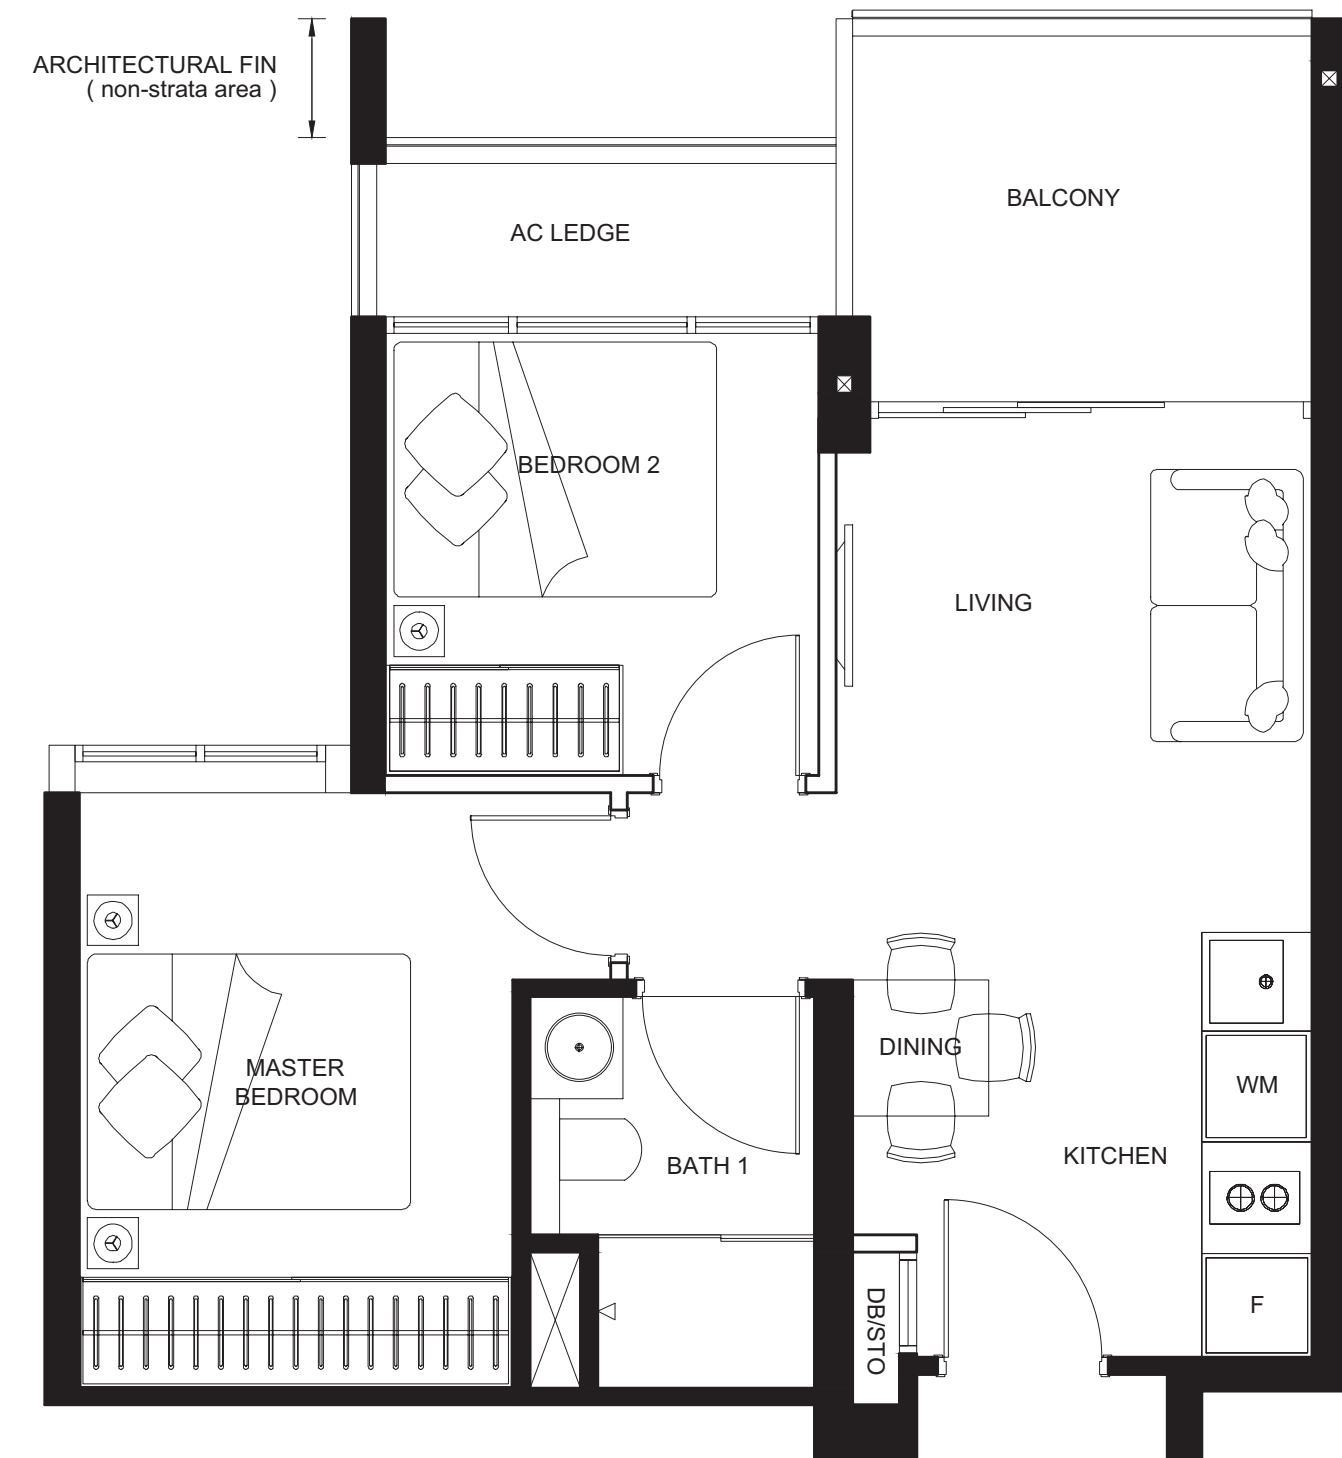 ARCHITECTURAL FIN
( non-strata area )
BALCONY
AC LEDGE
BEDROOM 2
LIVING
DINING
MASTER
BEDROOM
WM
KITCHEN
BATH 1
DB/STO
F